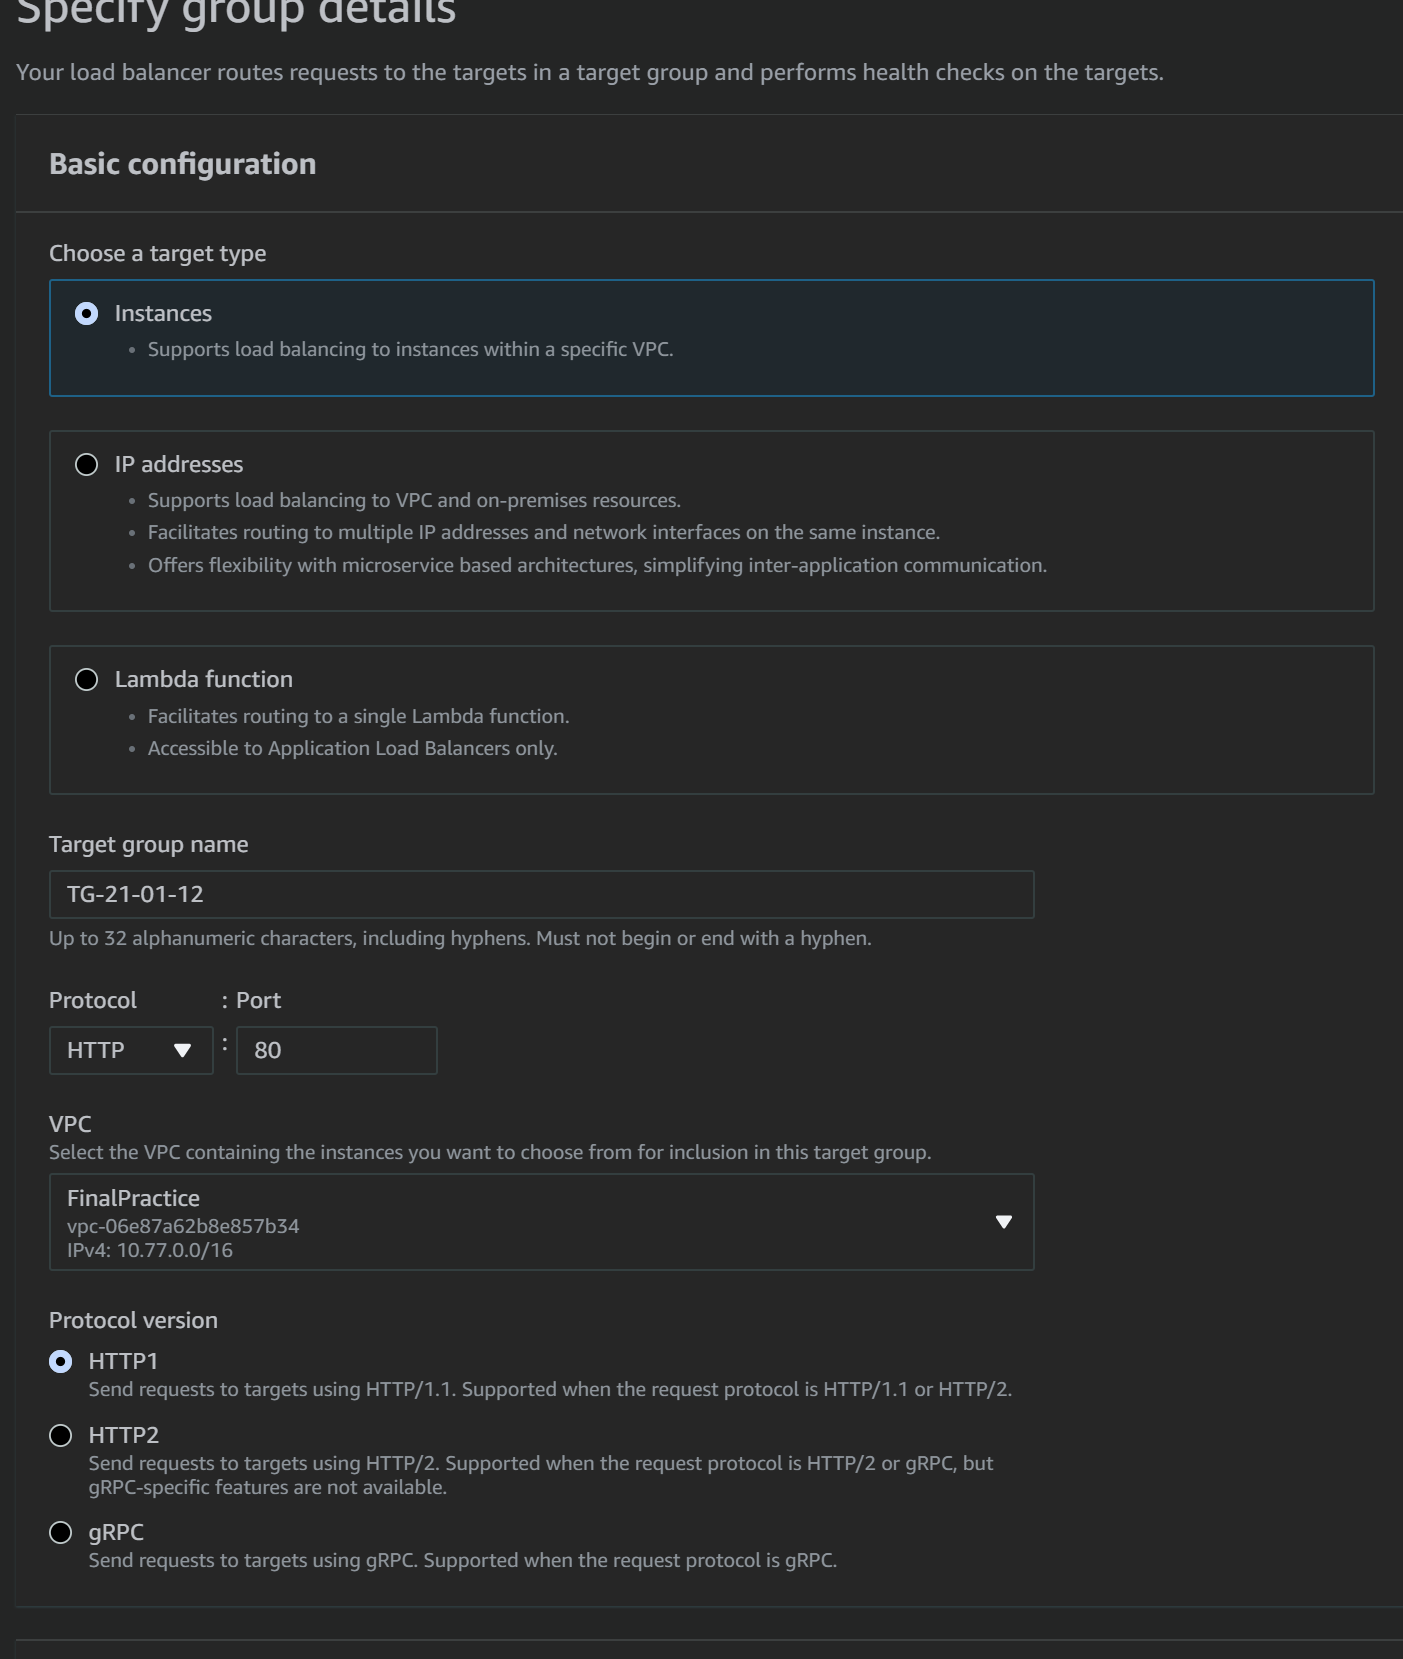 Specify group details
Your load balancer routes requests to the targets in a target group and performs health checks on the targets.
Basic configuration
Choose a target type
Instances
• Supports load balancing to instances within a specific VPC.
IP addresses
• Supports load balancing to VPC and on-premises resources.
• Facilitates routing to multiple IP addresses and network interfaces on the same instance.
• Offers flexibility with microservice based architectures, simplifying inter-application communication.
Lambda function
• Facilitates routing to a single Lambda function.
• Accessible to Application Load Balancers only.
Target group name
TG-21-01-12
Up to 32 alphanumeric characters, including hyphens. Must not begin or end with a hyphen.
Protocol : Port
HTTP : 80
VPC
Select the VPC containing the instances you want to choose from for inclusion in this target group.
FinalPractice
vpc-06e87a62b8e857b34
IPv4: 10.77.0.0/16
Protocol version
HTTP1
Send requests to targets using HTTP/1.1. Supported when the request protocol is HTTP/1.1 or HTTP/2.
HTTP2
Send requests to targets using HTTP/2. Supported when the request protocol is HTTP/2 or gRPC, but
gRPC-specific features are not available.
gRPC
Send requests to targets using gRPC. Supported when the request protocol is gRPC.